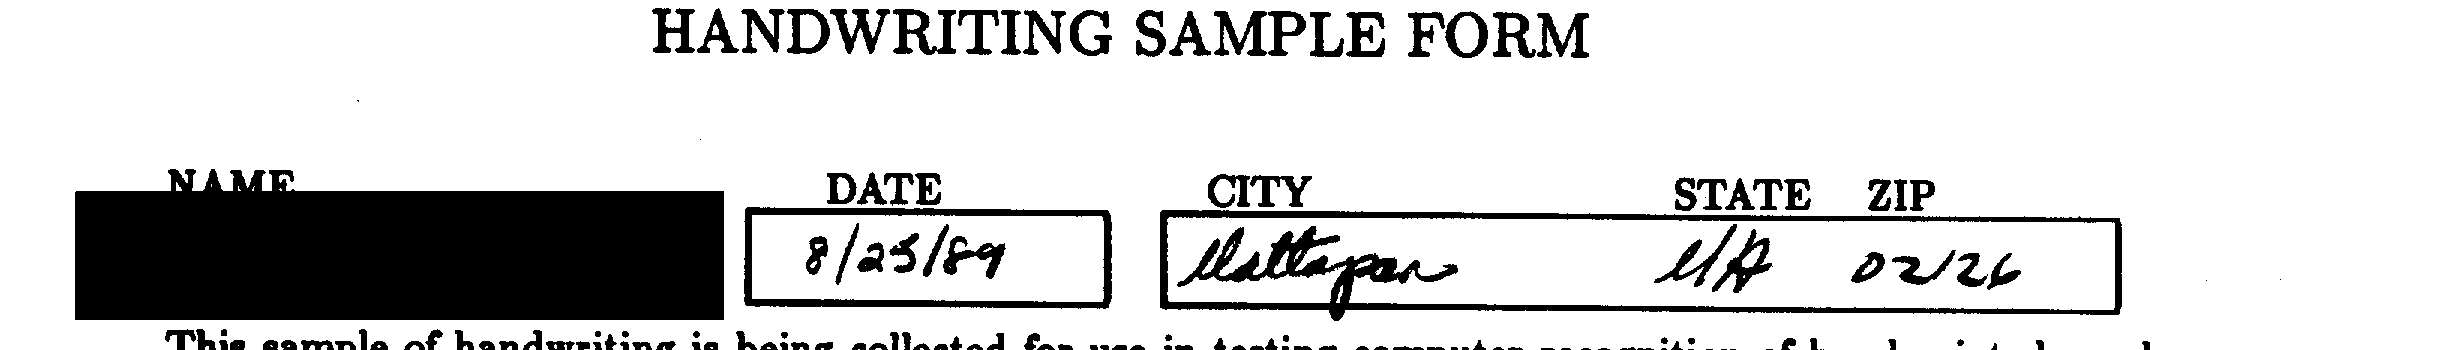 HANDWRITING SAMPLE FORM
NAME DATE CITY STATE ZIP
8/25/89 Mattapan MA 02126
This sample of handwriting is being collected for use in testing computer recognition of hand printed